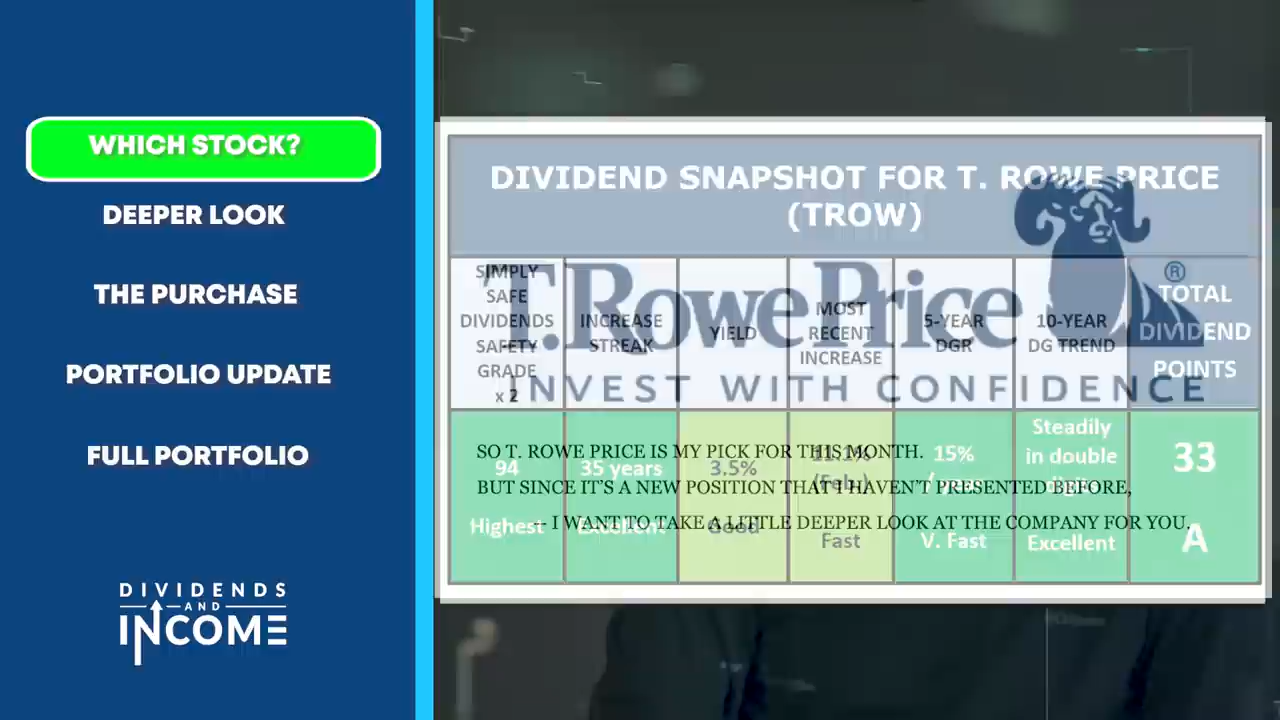 WHICH STOCK?
DEEPER LOOK
THE PURCHASE
PORTFOLIO UPDATE
FULL PORTFOLIO
DIVIDENDS
AND
INCOME
DIVIDEND SNAPSHOT FOR T. ROWE PRICE
(TROW)
SIMPLY
SAFE
DIVIDENDS
SAFETY
GRADE
x 2
INCREASE
STREAK
YIELD
MOST
RECENT
INCREASE
5-YEAR
DGR
10-YEAR
DG TREND
TOTAL
DIVIDEND
POINTS
T.RowePrice®
INVEST WITH CONFIDENCE
94
Highest
35 years
Excellent
3.5%
Good
(Feb.)
Fast
15%
V. Fast
Steadily
in double
Excellent
33
A
SO T. ROWE PRICE IS MY PICK FOR THIS MONTH.
BUT SINCE IT'S A NEW POSITION THAT I HAVEN'T PRESENTED BEFORE,
– I WANT TO TAKE A LITTLE DEEPER LOOK AT THE COMPANY FOR YOU.